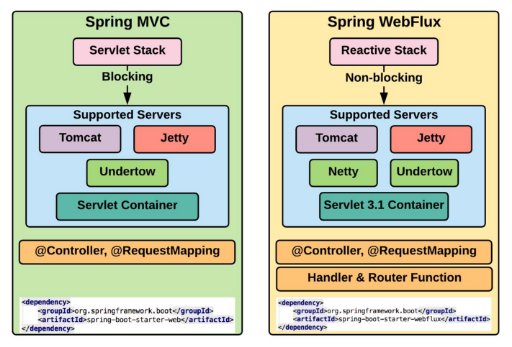 Spring MVC
Servlet Stack
Blocking
Supported Servers
Tomcat
Jetty
Undertow
Servlet Container
@Controller, @RequestMapping
<dependency>
<groupId>org.springframework.boot</groupId>
<artifactId>spring-boot-starter-web</artifactId>
</dependency>
Spring WebFlux
Reactive Stack
Non-blocking
Supported Servers
Tomcat
Jetty
Netty
Undertow
Servlet 3.1 Container
@Controller, @RequestMapping
Handler & Router Function
<dependency>
<groupId>org.springframework.boot</groupId>
<artifactId>spring-boot-starter-webflux</artifactId>
</dependency>